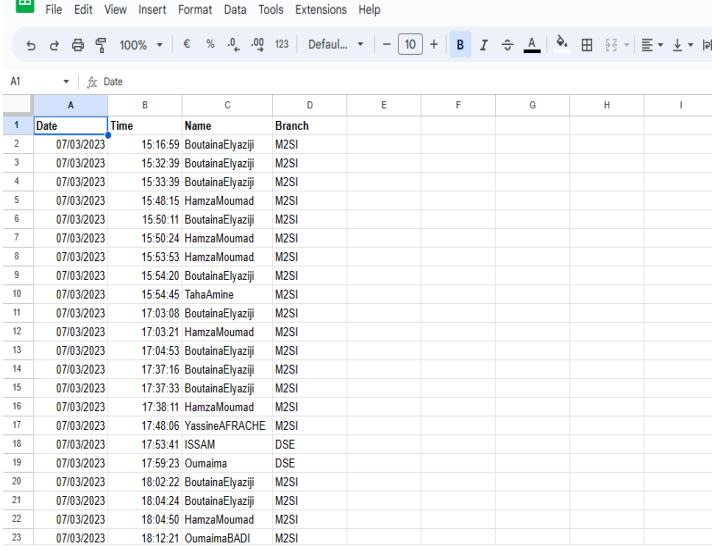 File Edit View Insert Format Data Tools Extensions Help
100% € % .0 .00 123 Defaul... − 10 + B I A
A1 fx Date
A B C D E F G H I
1 Date Time Name Branch
2 07/03/2023 15:16:59 BoutainaElyaziji M2SI
3 07/03/2023 15:32:39 BoutainaElyaziji M2SI
4 07/03/2023 15:33:39 BoutainaElyaziji M2SI
5 07/03/2023 15:48:15 HamzaMoumad M2SI
6 07/03/2023 15:50:11 BoutainaElyaziji M2SI
7 07/03/2023 15:50:24 HamzaMoumad M2SI
8 07/03/2023 15:53:53 HamzaMoumad M2SI
9 07/03/2023 15:54:20 BoutainaElyaziji M2SI
10 07/03/2023 15:54:45 TahaAmine M2SI
11 07/03/2023 17:03:08 BoutainaElyaziji M2SI
12 07/03/2023 17:03:21 HamzaMoumad M2SI
13 07/03/2023 17:04:53 BoutainaElyaziji M2SI
14 07/03/2023 17:37:16 BoutainaElyaziji M2SI
15 07/03/2023 17:37:33 BoutainaElyaziji M2SI
16 07/03/2023 17:38:11 HamzaMoumad M2SI
17 07/03/2023 17:48:06 YassineAFRACHE M2SI
18 07/03/2023 17:53:41 ISSAM DSE
19 07/03/2023 17:59:23 Oumaima DSE
20 07/03/2023 18:02:22 BoutainaElyaziji M2SI
21 07/03/2023 18:04:24 BoutainaElyaziji M2SI
22 07/03/2023 18:04:50 HamzaMoumad M2SI
23 07/03/2023 18:12:21 OumaimaBADI M2SI